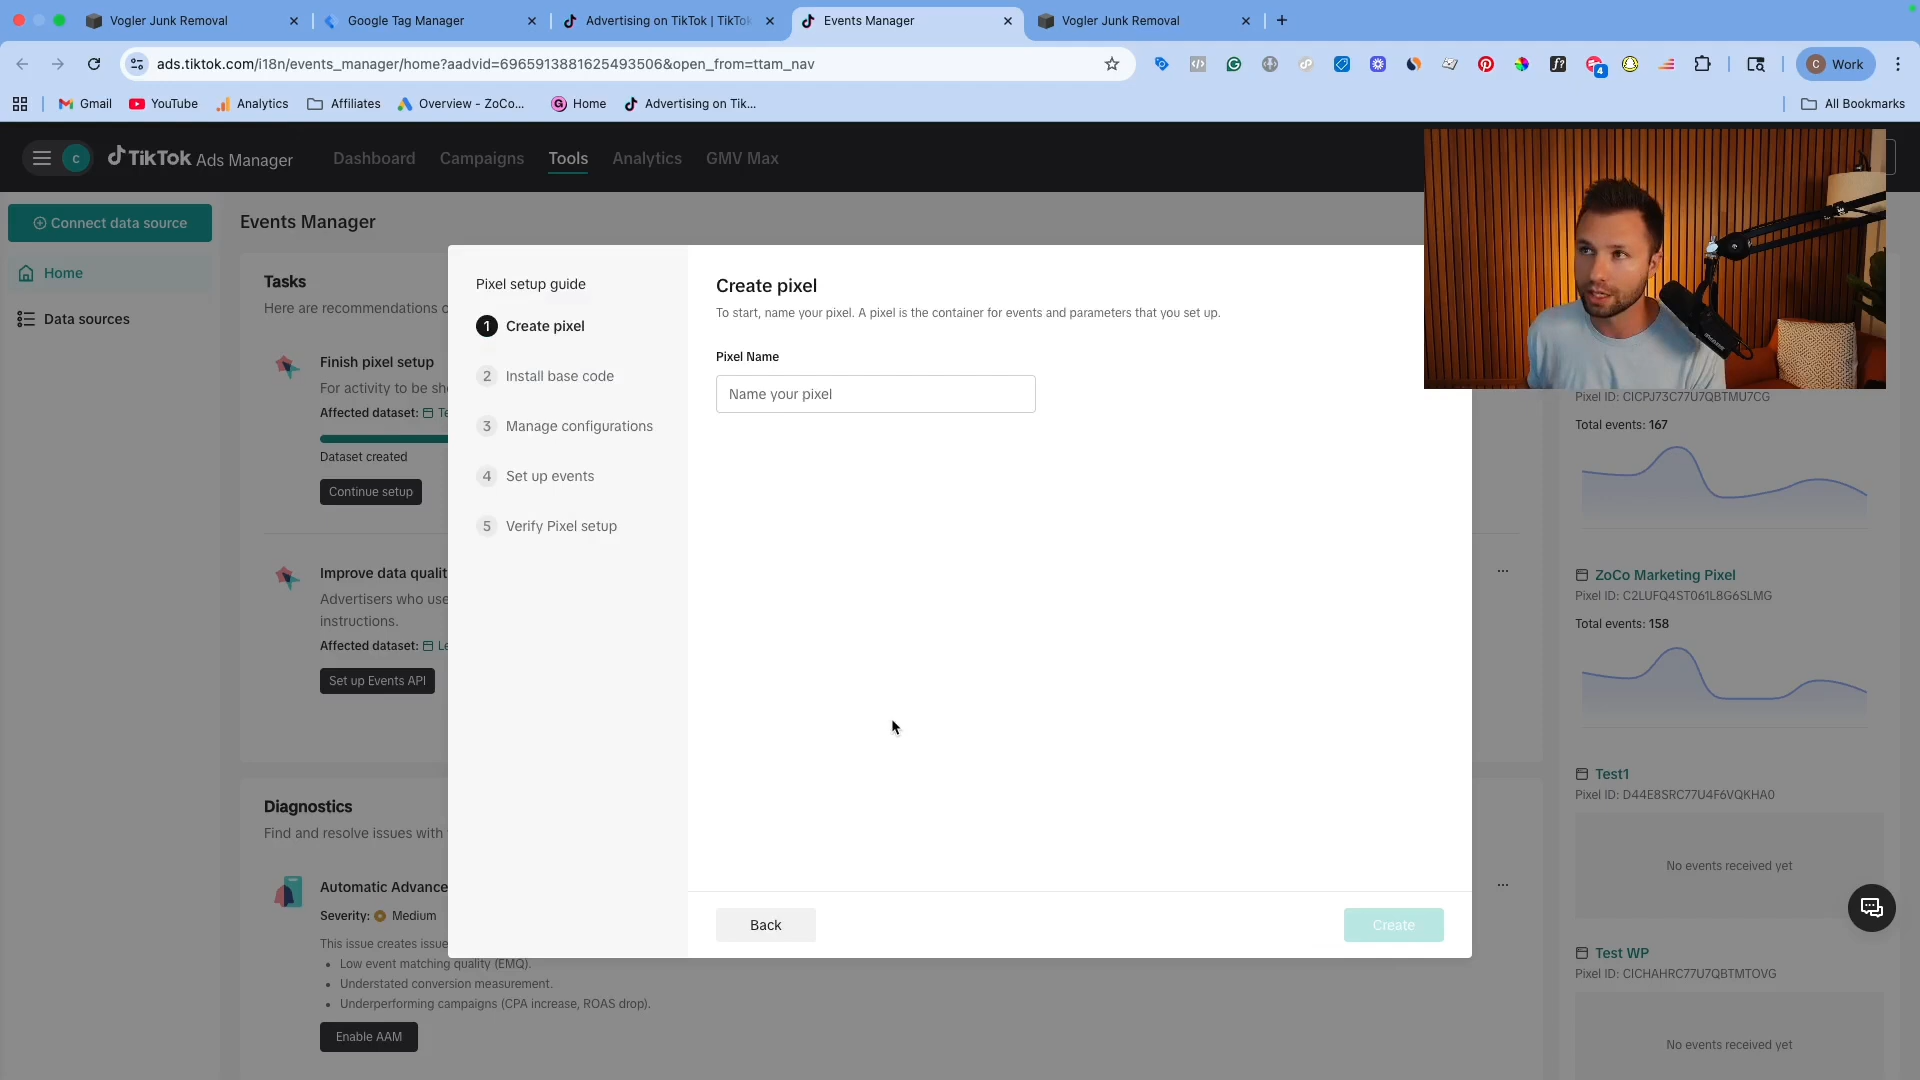 Vogler Junk Removal
Google Tag Manager
Advertising on TikTok | TikTok
Events Manager
Vogler Junk Removal
ads.tiktok.com/i18n/events_manager/home?aadvid=6965913881625493506&open_from=ttam_nav
4
C Work
Gmail
YouTube
Analytics
Affiliates
Overview - ZoCo...
Home
Advertising on Tik...
All Bookmarks
C
TikTok Ads Manager
Dashboard
Campaigns
Tools
Analytics
GMV Max
Connect data source
Home
Data sources
Events Manager
Tasks
Here are recommendations
Finish pixel setup
For activity to be
Affected dataset:
Dataset created
Continue setup
Improve data qualit
Advertisers who use
instructions.
Affected dataset:
Set up Events API
Diagnostics
Find and resolve issues with
Automatic Advance
Severity: Medium
This issue creates issue
• Low event matching quality (EMQ).
• Understated conversion measurement.
• Underperforming campaigns (CPA increase, ROAS drop).
Enable AAM
Pixel setup guide
1 Create pixel
2 Install base code
3 Manage configurations
4 Set up events
5 Verify Pixel setup
Create pixel
To start, name your pixel. A pixel is the container for events and parameters that you set up.
Pixel Name
Name your pixel
Back
Create
Pixel ID: CICPJ73C77U7QBTMU7CG
Total events: 167
ZoCo Marketing Pixel
Pixel ID: C2LUFQ4ST061L8G6SLMG
Total events: 158
Test1
Pixel ID: D44E8SRC77U4F6VQKHA0
No events received yet
Test WP
Pixel ID: CICHAHRC77U7QBTMTOVG
No events received yet